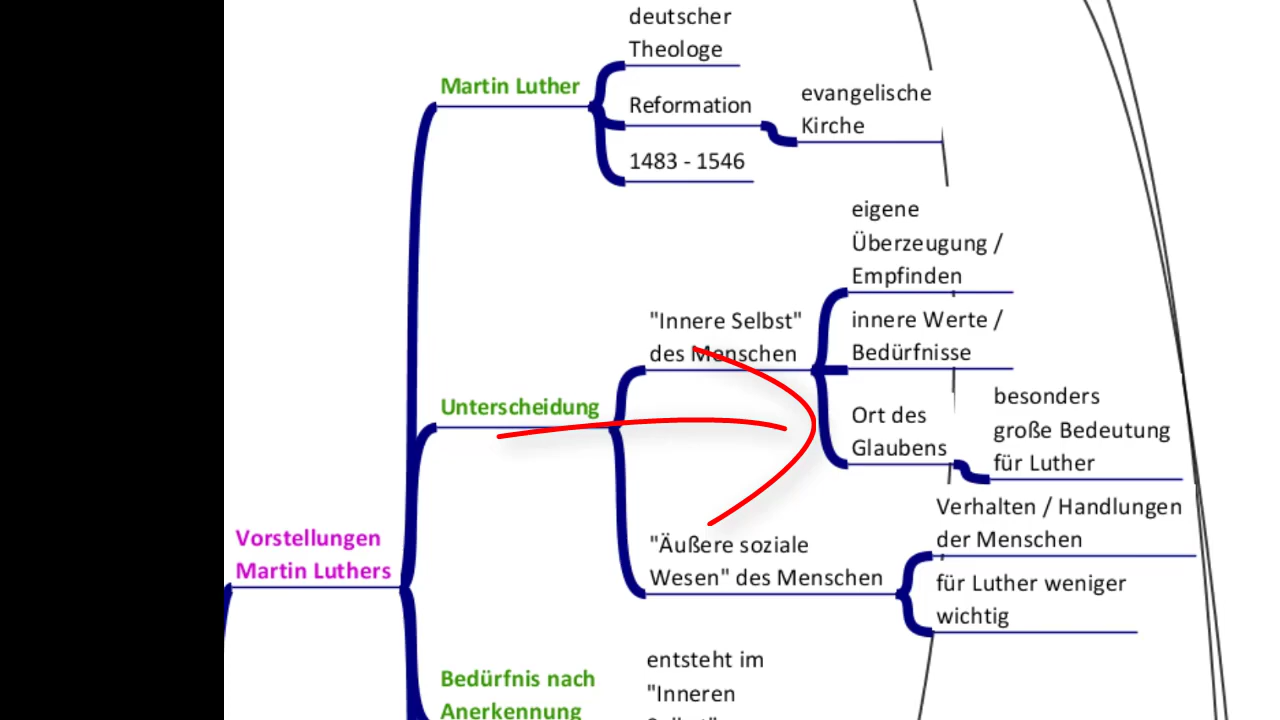 deutscher
Theologe
Martin Luther
Reformation
evangelische
Kirche
1483 - 1546
eigene
Überzeugung /
Empfinden
"Innere Selbst"
des Menschen
innere Werte /
Bedürfnisse
Unterscheidung
Ort des
Glaubens
besonders
große Bedeutung
für Luther
Verhalten / Handlungen
der Menschen
"Äußere soziale
Wesen" des Menschen
für Luther weniger
wichtig
Vorstellungen
Martin Luthers
Bedürfnis nach
Anerkennung
entsteht im
"Inneren